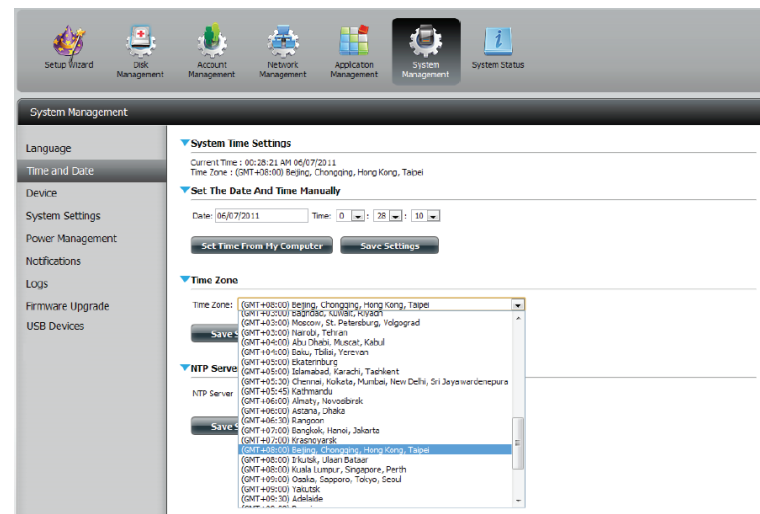 Setup Wizard
Disk Management
Account Management
Network Management
Application Management
System Management
System Status
System Management
Language
Time and Date
Device
System Settings
Power Management
Notifications
Logs
Firmware Upgrade
USB Devices
System Time Settings
Current Time : 00:28:21 AM 06/07/2011
Time Zone : (GMT+08:00) Beijing, Chongqing, Hong Kong, Taipei
Set The Date And Time Manually
Date: 06/07/2011 Time: 0 : 28 : 10
Set Time From My Computer Save Settings
Time Zone
Time Zone: (GMT+08:00) Beijing, Chongqing, Hong Kong, Taipei
(GMT+03:00) Baghdad, Kuwait, Riyadh
(GMT+03:00) Moscow, St. Petersburg, Volgograd
(GMT+03:00) Nairobi, Tehran
(GMT+04:00) Abu Dhabi, Muscat, Kabul
(GMT+04:00) Baku, Tbilisi, Yerevan
(GMT+05:00) Ekaterinburg
(GMT+05:00) Islamabad, Karachi, Tashkent
(GMT+05:30) Chennai, Kolkata, Mumbai, New Delhi, Sri Jayawardenepura
(GMT+05:45) Kathmandu
(GMT+06:00) Almaty, Novosibirsk
(GMT+06:00) Astana, Dhaka
(GMT+06:30) Rangoon
(GMT+07:00) Bangkok, Hanoi, Jakarta
(GMT+07:00) Krasnoyarsk
(GMT+08:00) Beijing, Chongqing, Hong Kong, Taipei
(GMT+08:00) Irkutsk, Ulaan Bataar
(GMT+08:00) Kuala Lumpur, Singapore, Perth
(GMT+09:00) Osaka, Sapporo, Tokyo, Seoul
(GMT+09:00) Yakutsk
(GMT+09:30) Adelaide
Save S
NTP Serve
NTP Server
Save S